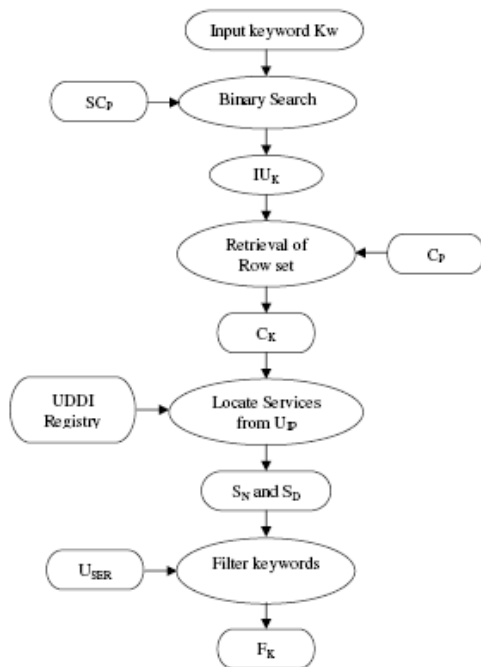 Input keyword Kw
SCP
Binary Search
IUK
Retrieval of
Row set
CP
CK
UDDI
Registry
Locate Services
from UIP
SN and SD
USER
Filter keywords
FK